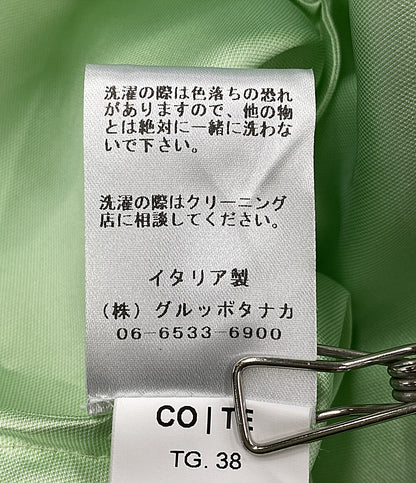 洗濯の際は色落ちの恐れ
がありますので、他の物
とは絶対に一緒に洗わな
いで下さい。
洗濯の際はクリーニング
店に相談してください。
イタリア製
（株）グルッポタナカ
06-6533-6900
CO|TE
TG. 38